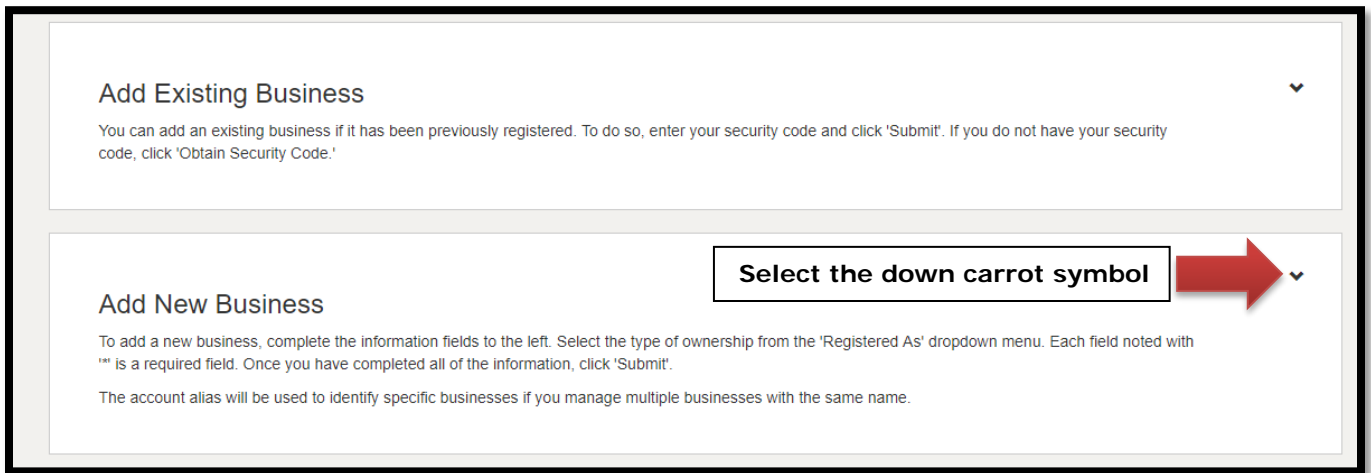 Add Existing Business
You can add an existing business if it has been previously registered. To do so, enter your security code and click 'Submit'. If you do not have your security
code, click 'Obtain Security Code.'
Select the down carrot symbol
Add New Business
To add a new business, complete the information fields to the left. Select the type of ownership from the 'Registered As' dropdown menu. Each field noted with
'*' is a required field. Once you have completed all of the information, click 'Submit'.
The account alias will be used to identify specific businesses if you manage multiple businesses with the same name.